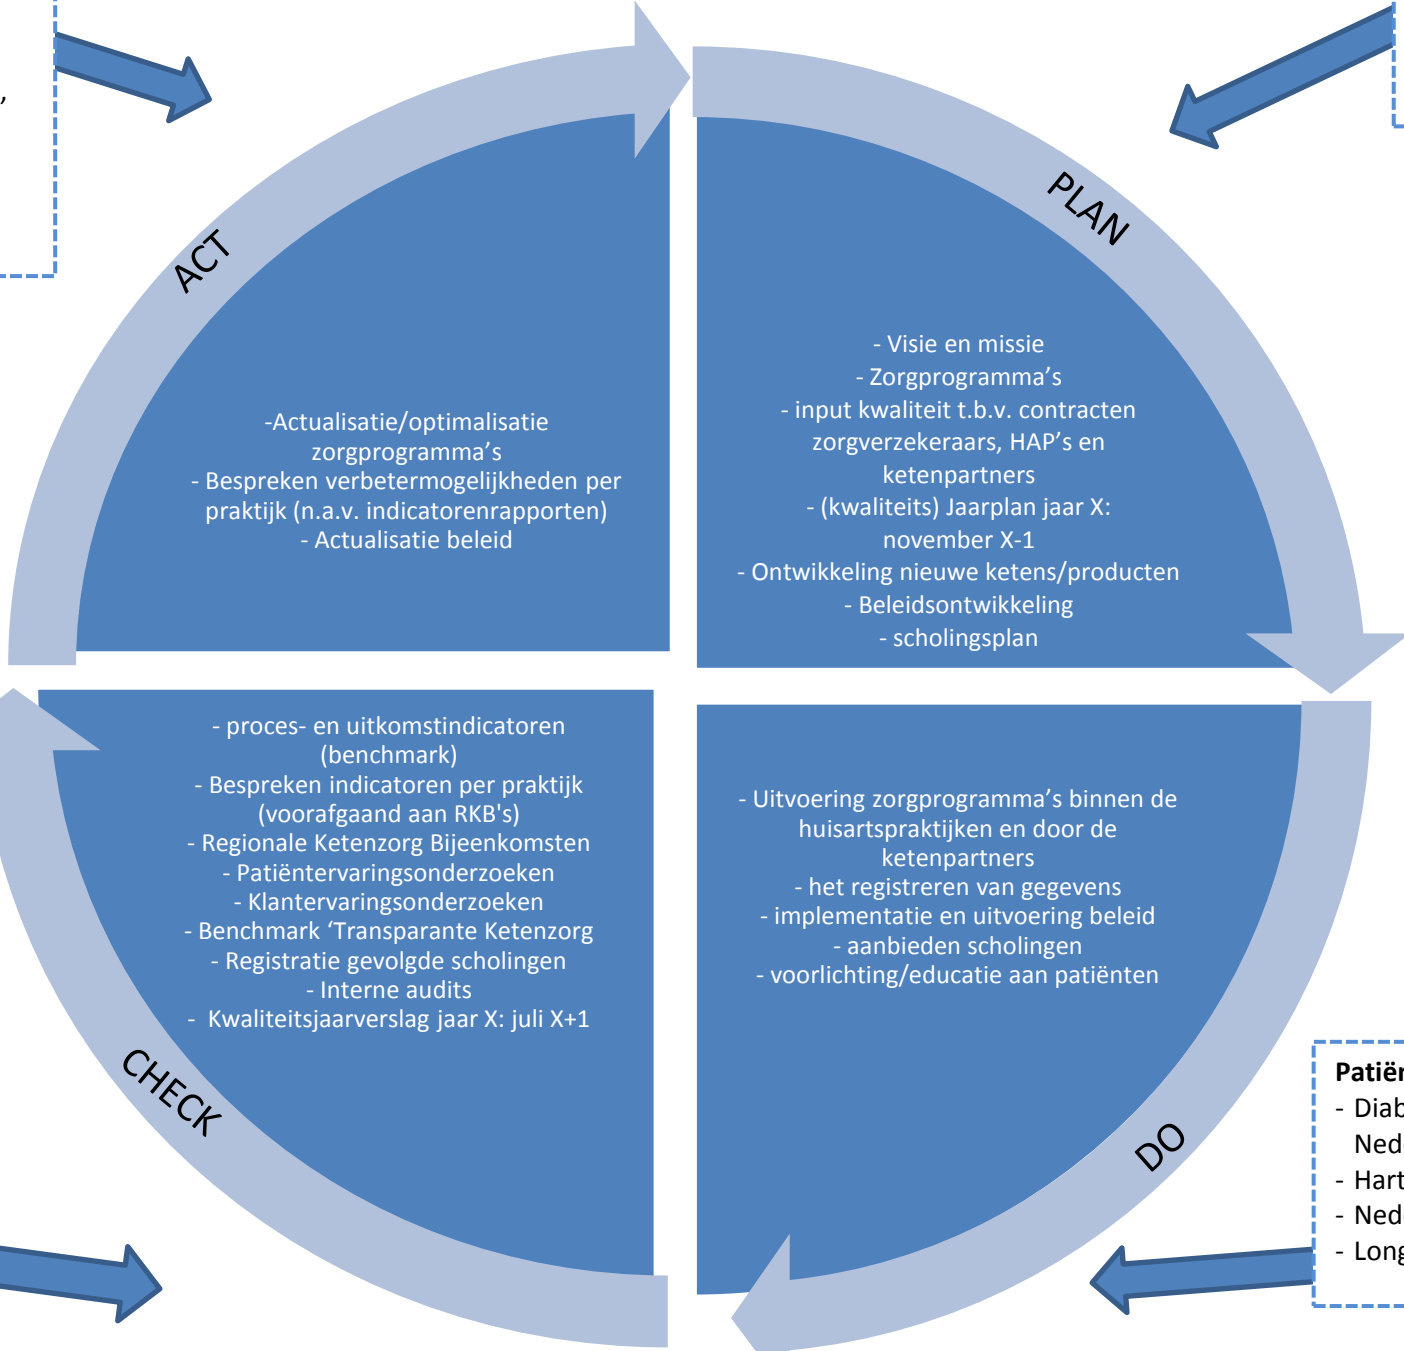 ,
ACT
-Actualisatie/optimalisatie
zorgprogramma’s
- Bespreken verbetermogelijkheden per
praktijk (n.a.v. indicatorenrapporten)
- Actualisatie beleid
PLAN
- Visie en missie
- Zorgprogramma’s
- input kwaliteit t.b.v. contracten
zorgverzekeraars, HAP’s en
ketenpartners
- (kwaliteits) Jaarplan jaar X:
november X-1
- Ontwikkeling nieuwe ketens/producten
- Beleidsontwikkeling
- scholingsplan
- proces- en uitkomstindicatoren
(benchmark)
- Bespreken indicatoren per praktijk
(voorafgaand aan RKB's)
- Regionale Ketenzorg Bijeenkomsten
- Patiëntervaringsonderzoeken
- Klantervaringsonderzoeken
- Benchmark ‘Transparante Ketenzorg
- Registratie gevolgde scholingen
- Interne audits
- Kwaliteitsjaarverslag jaar X: juli X+1
CHECK
- Uitvoering zorgprogramma’s binnen de
huisartspraktijken en door de
ketenpartners
- het registreren van gegevens
- implementatie en uitvoering beleid
- aanbieden scholingen
- voorlichting/educatie aan patiënten
DO
- Diab
- Hart